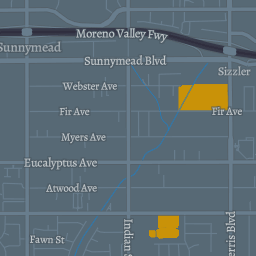 Moreno Valley Fwy
Sunnymead
Sunnymead Blvd
Sizzler
Webster Ave
Fir Ave
Fir Ave
Myers Ave
Eucalyptus Ave
Atwood Ave
Indian
Perris Blvd
Fawn St